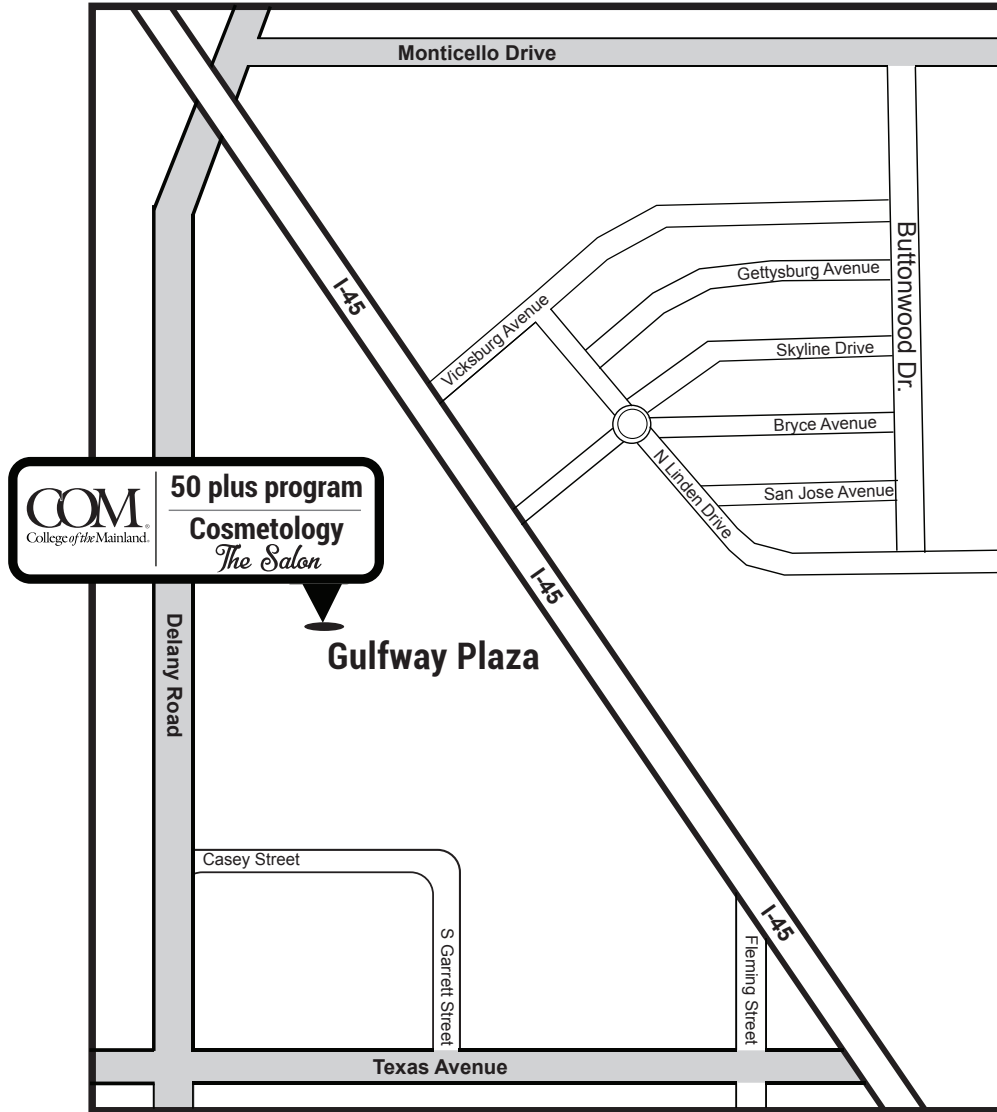 Monticello Drive
I-45
Vicksburg Avenue
Gettysburg Avenue
Buttonwood Dr.
Skyline Drive
Bryce Avenue
N Linden Drive
San Jose Avenue
COM®
College of the Mainland®
50 plus program
Cosmetology
The Salon
I-45
Gulfway Plaza
Delany Road
Casey Street
S Garrett Street
Fleming Street
I-45
Texas Avenue